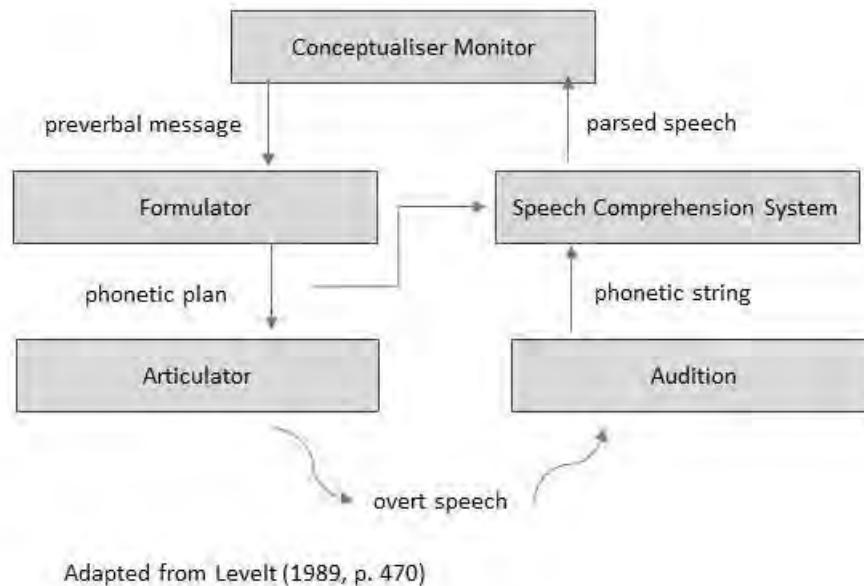 Conceptualiser Monitor
preverbal message
parsed speech
Formulator
Speech Comprehension System
phonetic plan
phonetic string
Articulator
Audition
overt speech
Adapted from Levelt (1989, p. 470)